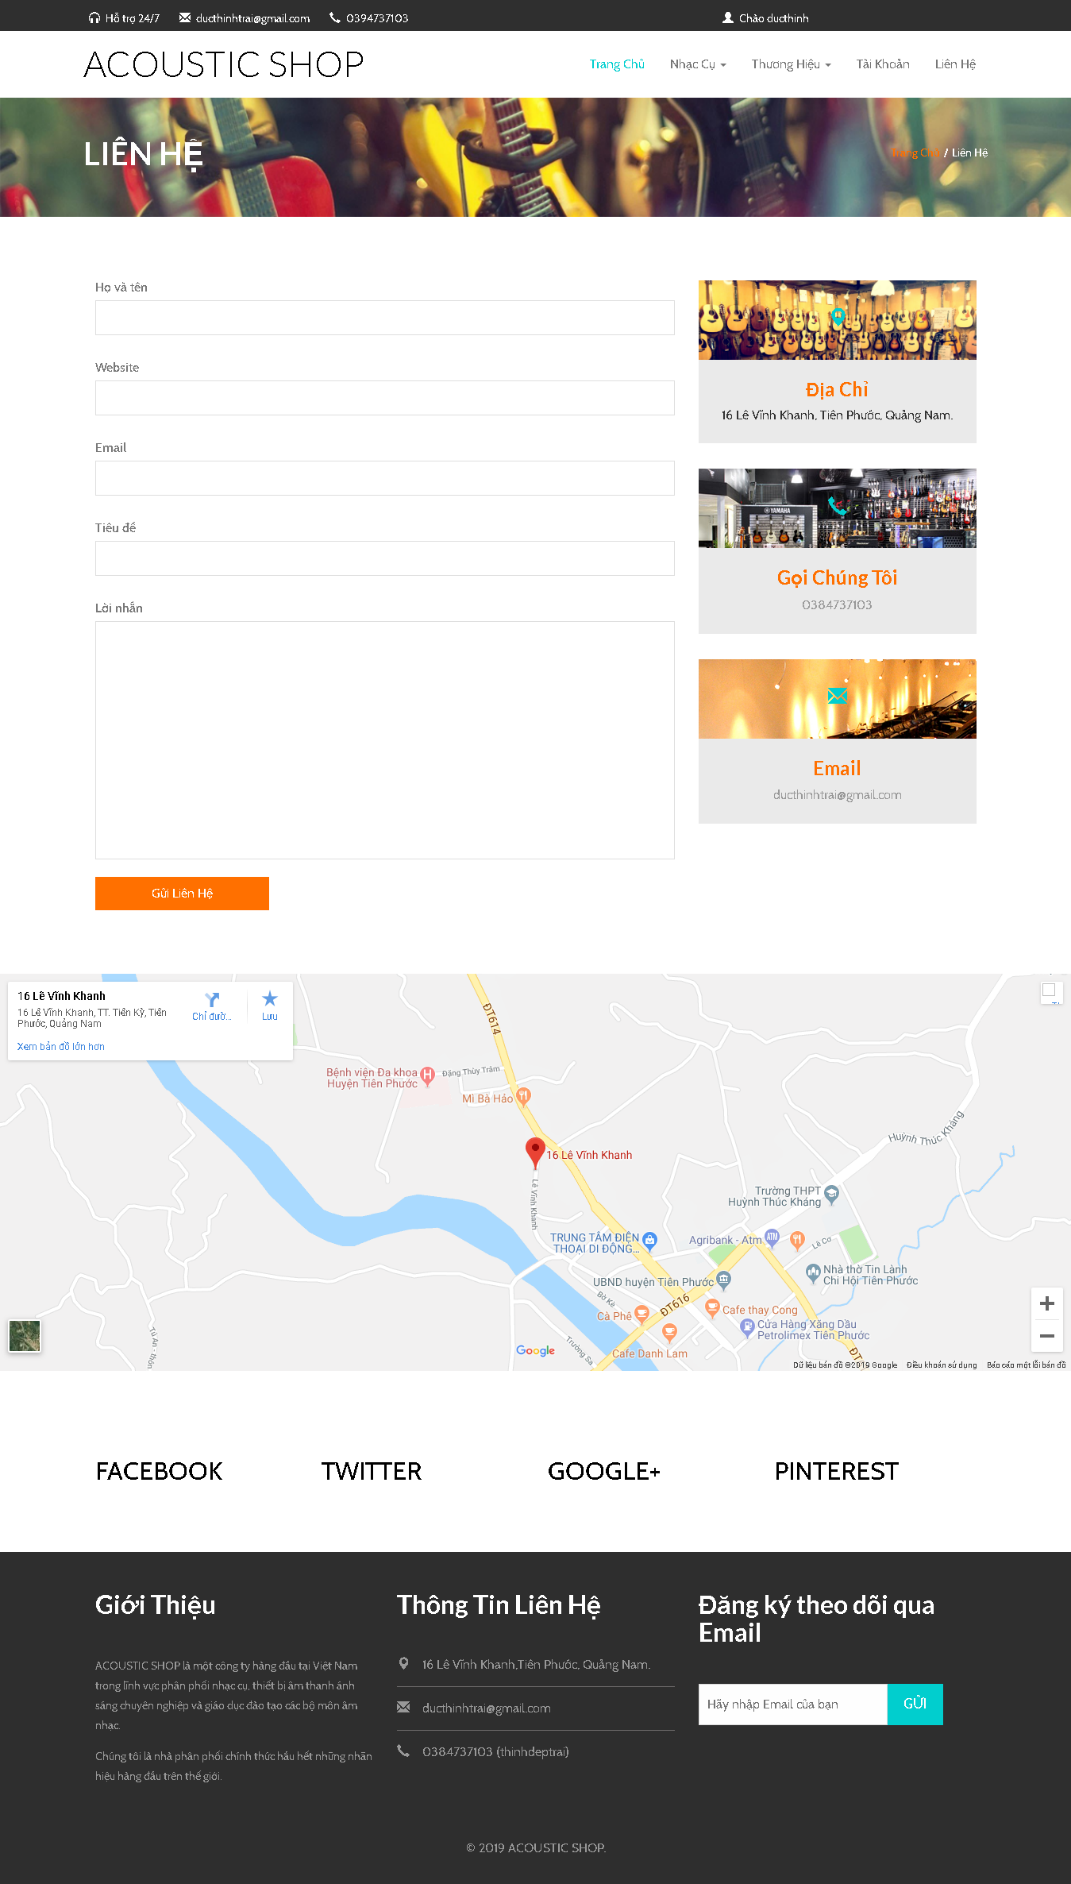 Hỗ trợ 24/7 ducthinhtrai@gmail.com 0394737103 Chào ducthinh
ACOUSTIC SHOP
Trang Chủ Nhạc Cụ Thương Hiệu Tài Khoản Liên Hệ
LIÊN HỆ
Trang Chủ / Liên Hệ
Họ và tên
Website
Email
Tiêu đề
Lời nhắn
Gửi Liên Hệ
Địa Chỉ
16 Lê Vĩnh Khanh, Tiên Phước, Quảng Nam.
YAMAHA
Gọi Chúng Tôi
0384737103
Email
ducthinhtrai@gmail.com
16 Lê Vĩnh Khanh
16 Lê Vĩnh Khanh, TT. Tiên Kỳ, Tiên
Phước, Quảng Nam
Chỉ đườ...
Lưu
Xem bản đồ lớn hơn
ĐT614
Bệnh viện Đa khoa
Huyện Tiên Phước
Đặng Thùy Trâm
Mì Bà Hảo
Huỳnh Thúc Kháng
16 Lê Vĩnh Khanh
Lê Vĩnh Khanh
Trường THPT
Huỳnh Thúc Kháng
TRUNG TÂM ĐIỆN
THOẠI DI ĐỘNG...
Agribank - Atm
ATM
Lê Cơ
Nhà thờ Tin Lành
Chi Hội Tiên Phước
UBND huyện Tiên Phước
Bờ Kè
ĐT616
Cà Phê
Cafe thay Cong
Cửa Hàng Xăng Dầu
Petrolimex Tiên Phước
Trường Sa
Cafe Danh Lam
ĐT6
Google
Dữ liệu bản đồ ©2019 Google Điều khoản sử dụng Báo cáo một lỗi bản đồ
FACEBOOK TWITTER GOOGLE+ PINTEREST
Giới Thiệu
ACOUSTIC SHOP là một công ty hàng đầu tại Việt Nam
trong lĩnh vực phân phối nhạc cụ, thiết bị âm thanh ánh
sáng chuyên nghiệp và giáo dục đào tạo các bộ môn âm
nhạc.
Chúng tôi là nhà phân phối chính thức hầu hết những nhãn
hiệu hàng đầu trên thế giới.
Thông Tin Liên Hệ
16 Lê Vĩnh Khanh,Tiên Phước, Quảng Nam.
ducthinhtrai@gmail.com
0384737103 (thinhdeptrai)
Đăng ký theo dõi qua
Email
Hãy nhập Email của bạn GỬI
© 2019 ACOUSTIC SHOP.